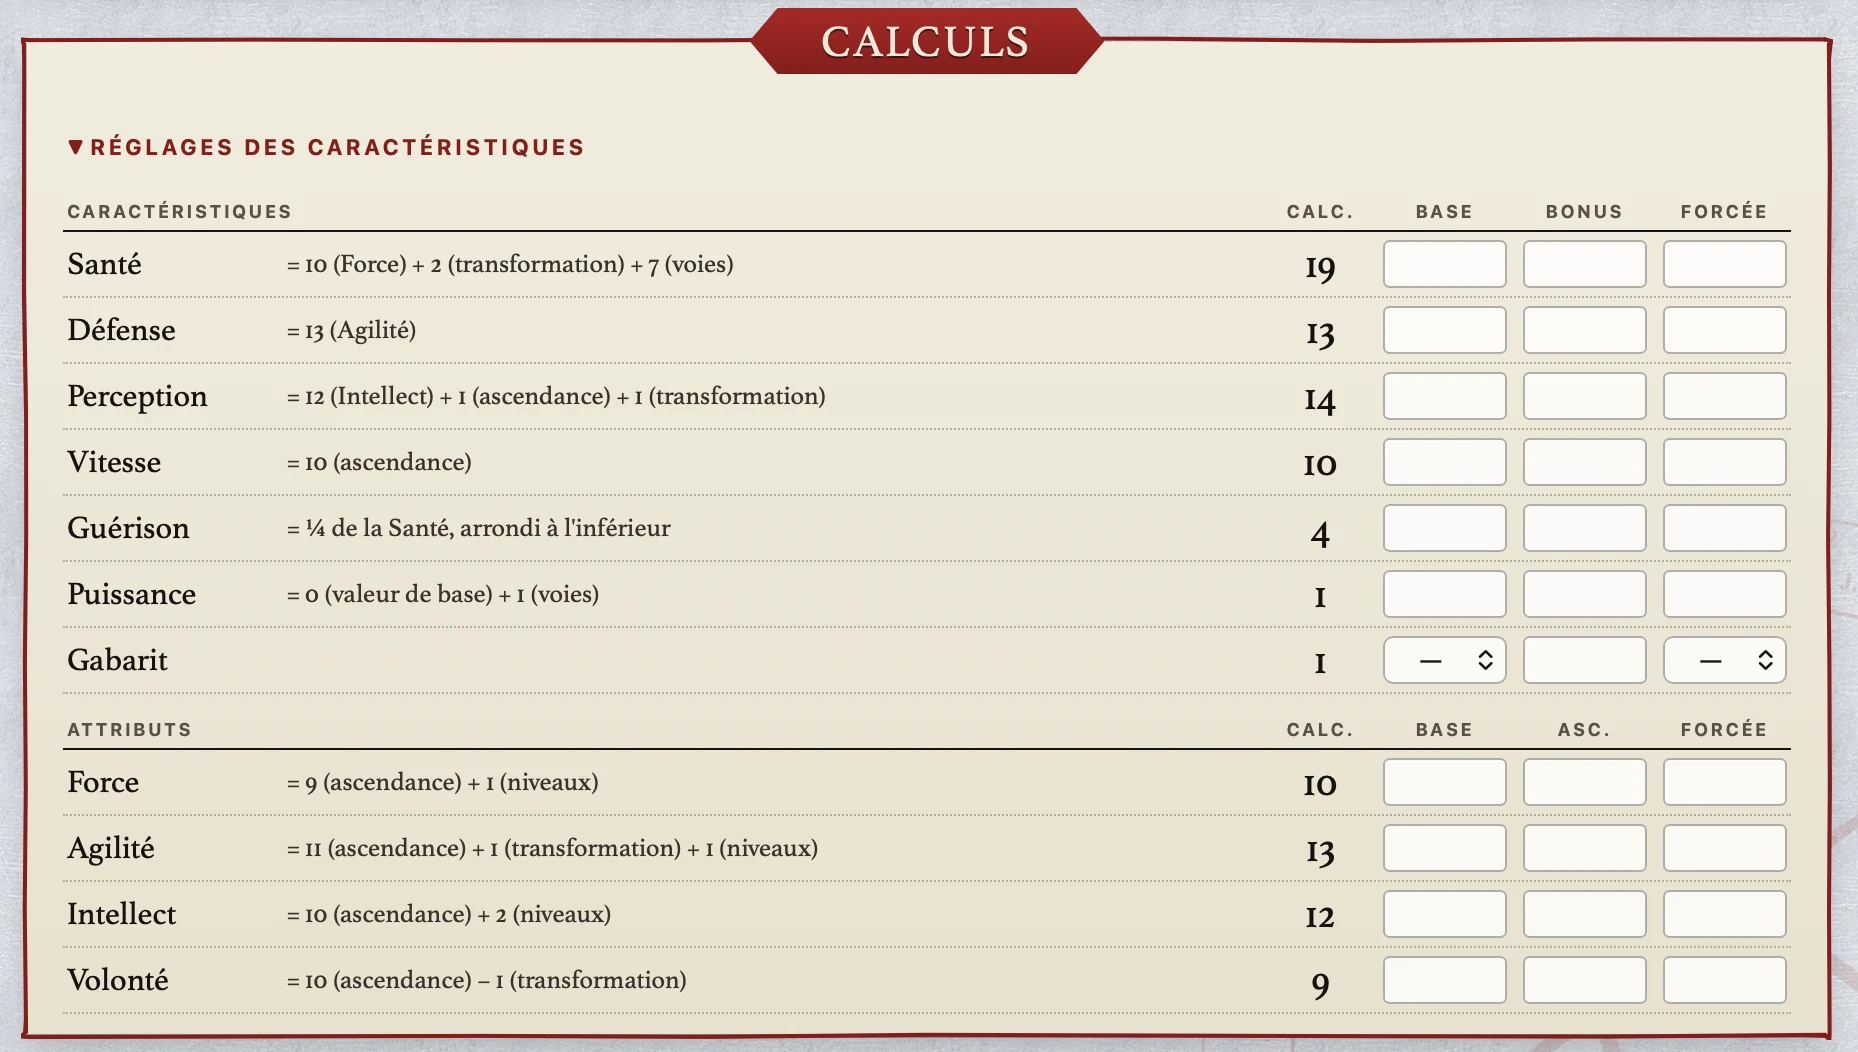 CALCULS
▼ RÉGLAGES DES CARACTÉRISTIQUES
CARACTÉRISTIQUES CALC. BASE BONUS FORCÉE
Santé = 10 (Force) + 2 (transformation) + 7 (voies) 19
Défense = 13 (Agilité) 13
Perception = 12 (Intellect) + 1 (ascendance) + 1 (transformation) 14
Vitesse = 10 (ascendance) 10
Guérison = ¼ de la Santé, arrondi à l'inférieur 4
Puissance = 0 (valeur de base) + 1 (voies) 1
Gabarit 1 — —
ATTRIBUTS CALC. BASE ASC. FORCÉE
Force = 9 (ascendance) + 1 (niveaux) 10
Agilité = 11 (ascendance) + 1 (transformation) + 1 (niveaux) 13
Intellect = 10 (ascendance) + 2 (niveaux) 12
Volonté = 10 (ascendance) – 1 (transformation) 9